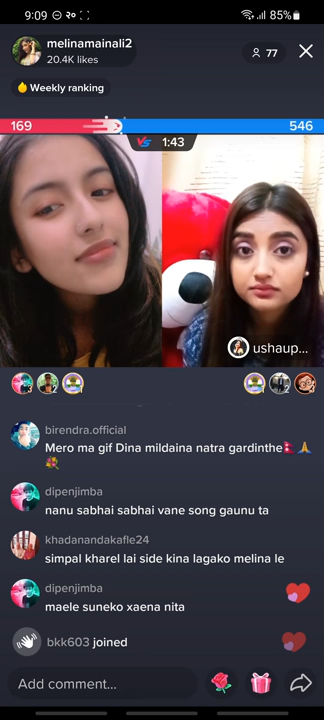 9:09
85%
melinamainali2
20.4K likes
77
Weekly ranking
169
546
VS 1:43
ushaup...
birendra.official
Mero ma gif Dina mildaina natra gardinthe🇳🇵🙏
💐
dipenjimba
nanu sabhai sabhai vane song gaunu ta
khadanandakafle24
simpal kharel lai side kina lagako melina le
dipenjimba
maele suneko xaena nita
bkk603 joined
Add comment...